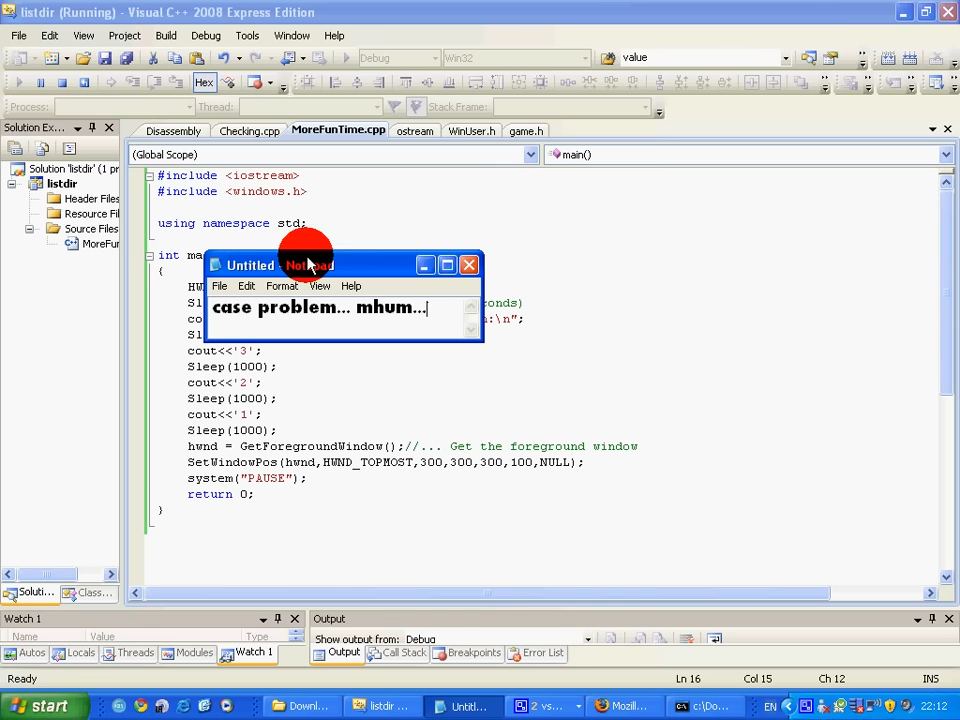 listdir (Running) - Visual C++ 2008 Express Edition
File Edit View Project Build Debug Tools Window Help
Debug Win32 value
Hex
Process: Thread: Stack Frame:
Solution Ex...
Disassembly Checking.cpp MoreFunTime.cpp ostream WinUser.h game.h
(Global Scope) main()
Solution 'listdir' (1 pr
listdir
Header Files
Resource Fil
Source Files
MoreFu
#include <iostream>
#include <windows.h>
using namespace std;
int ma
{
HW
Sl conds)
co n:\n";
Sl
cout<<'3';
Sleep(1000);
cout<<'2';
Sleep(1000);
cout<<'1';
Sleep(1000);
hwnd = GetForegroundWindow();//... Get the foreground window
SetWindowPos(hwnd,HWND_TOPMOST,300,300,300,100,NULL);
system("PAUSE");
return 0;
}
Untitled - Notepad
File Edit Format View Help
case problem... mhum...
Soluti... Class...
Watch 1
Name Value Type
Autos Locals Threads Modules Watch 1
Output
Show output from: Debug
Output Call Stack Breakpoints Error List
Ready Ln 16 Col 15 Ch 12 INS
start Downl... listdir ... Untitl... 2 vs... Mozil... c:\Do... EN 22:12